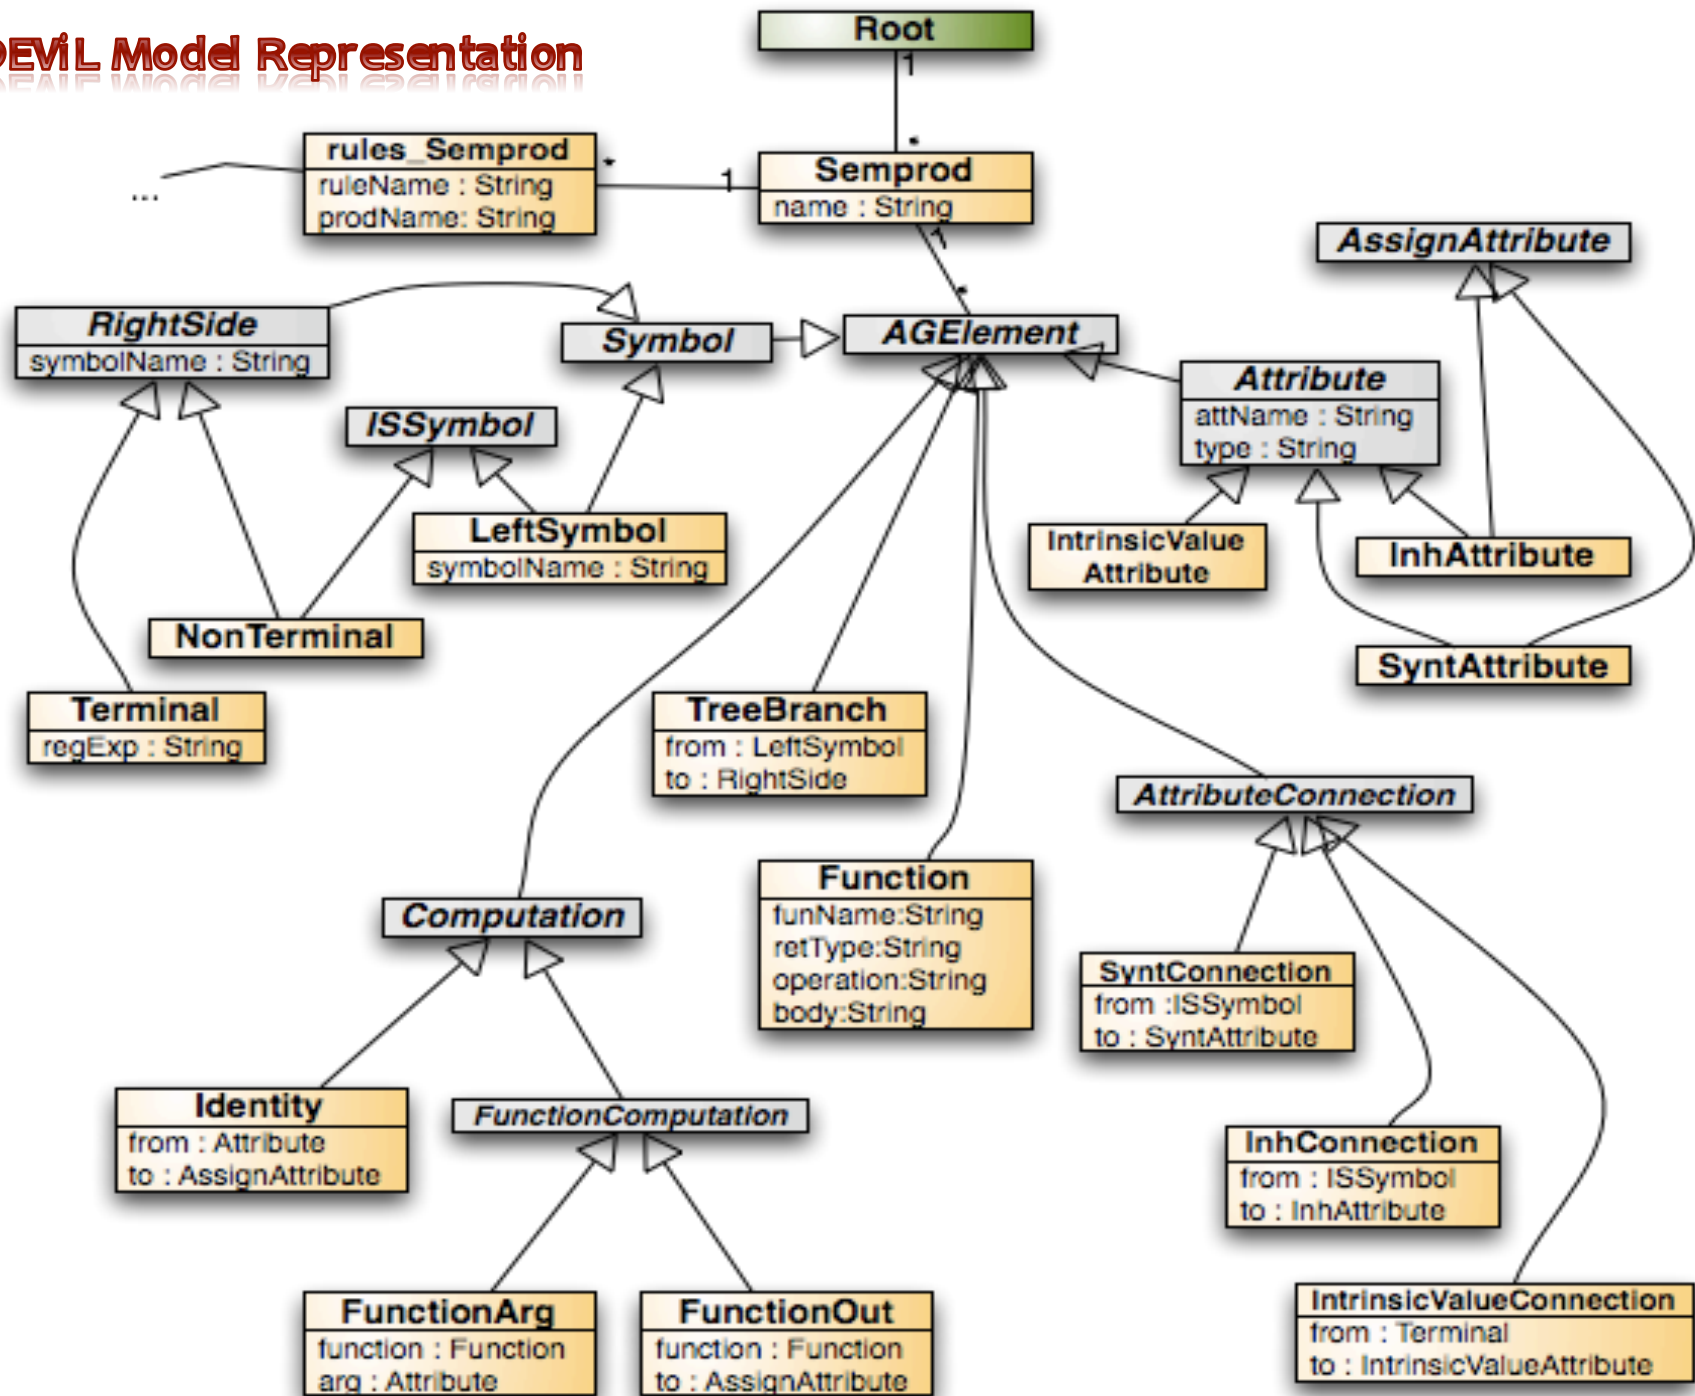 DEViL Model Representation
Root
1
*
rules_Semprod
ruleName : String
prodName: String
*
1
Semprod
name : String
...
1
*
AssignAttribute
RightSide
symbolName : String
Symbol
AGElement
Attribute
attName : String
type : String
ISSymbol
LeftSymbol
symbolName : String
IntrinsicValue
Attribute
InhAttribute
NonTerminal
SyntAttribute
Terminal
regExp : String
TreeBranch
from : LeftSymbol
to : RightSide
AttributeConnection
Function
funName:String
retType:String
operation:String
body:String
Computation
SyntConnection
from :ISSymbol
to : SyntAttribute
Identity
from : Attribute
to : AssignAttribute
FunctionComputation
InhConnection
from : ISSymbol
to : InhAttribute
FunctionArg
function : Function
arg : Attribute
FunctionOut
function : Function
to : AssignAttribute
IntrinsicValueConnection
from : Terminal
to : IntrinsicValueAttribute